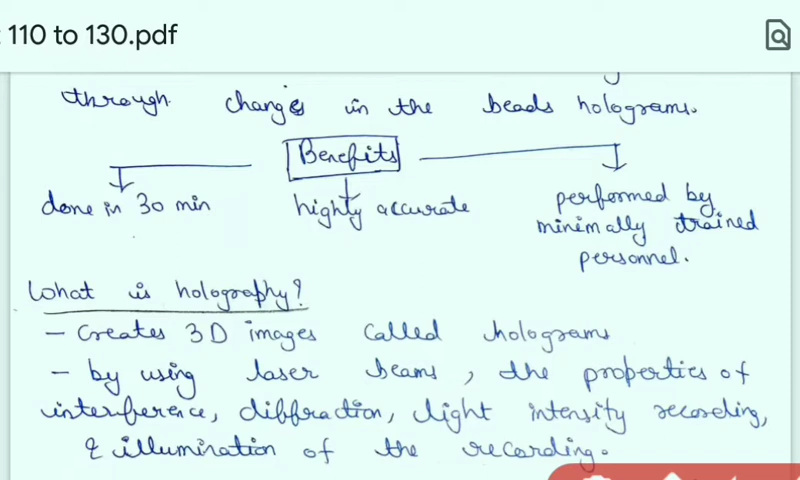 110 to 130.pdf
through changes in the beads holograms.
Benefits
done in 30 min
highly accurate
performed by
minimally trained
personnel.
What is holography?
- Creates 3D images called holograms
- by using laser beams, the properties of
interference, diffraction, light intensity recording,
& illumination of the recording.